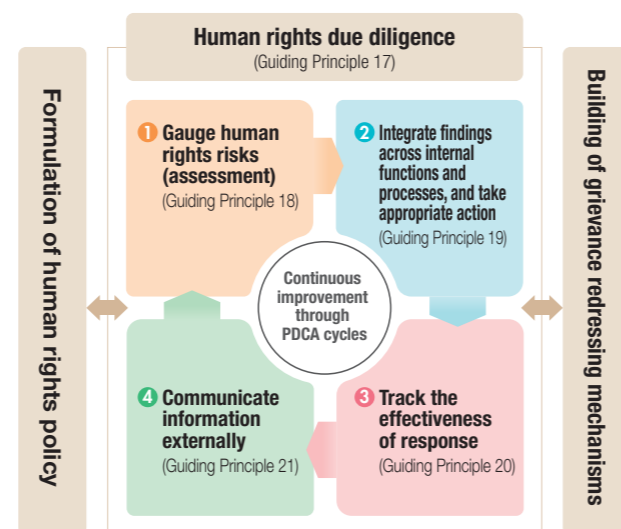 Human rights due diligence
(Guiding Principle 17)
Formulation of human rights policy
1 Gauge human
rights risks
(assessment)
(Guiding Principle 18)
2 Integrate findings
across internal
functions and
processes, and take
appropriate action
(Guiding Principle 19)
Continuous
improvement
through
PDCA cycles
4 Communicate
information
externally
(Guiding Principle 21)
3 Track the
effectiveness
of response
(Guiding Principle 20)
Building of grievance redressing mechanisms